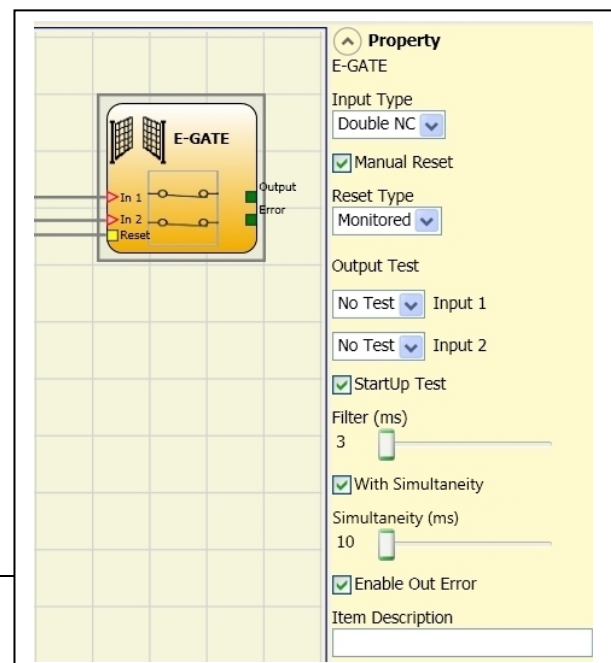 E-GATE
In 1
In 2
Reset
Output
Error
Property
E-GATE
Input Type
Double NC
Manual Reset
Reset Type
Monitored
Output Test
No Test Input 1
No Test Input 2
StartUp Test
Filter (ms)
3
With Simultaneity
Simultaneity (ms)
10
Enable Out Error
Item Description